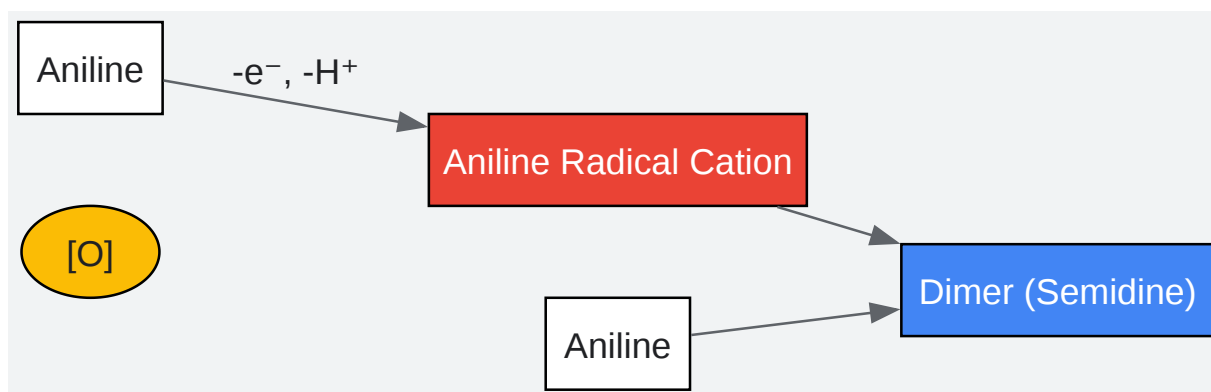 Aniline
-e⁻, -H⁺
Aniline Radical Cation
[O]
Dimer (Semidine)
Aniline